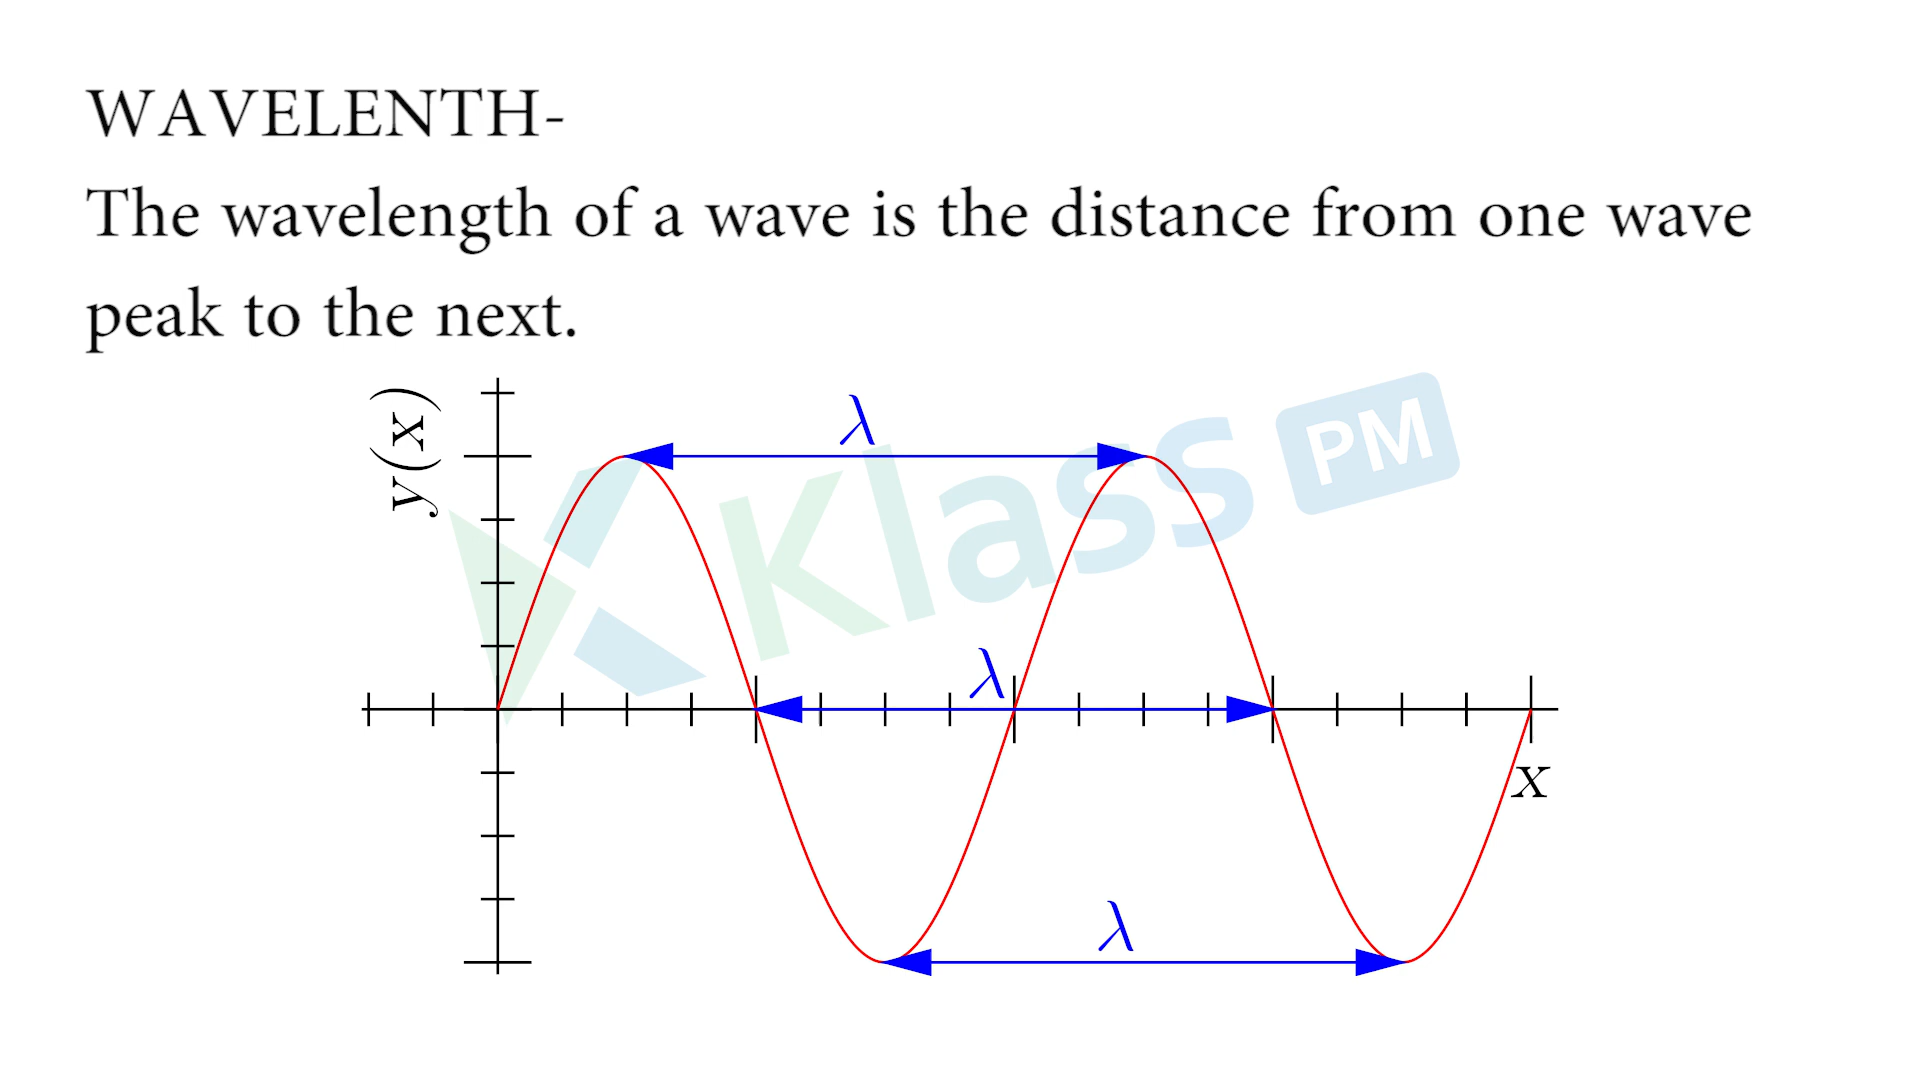 WAVELENTH-
The wavelength of a wave is the distance from one wave
peak to the next.
y(x)
λ
Klass PM
λ
x
λ